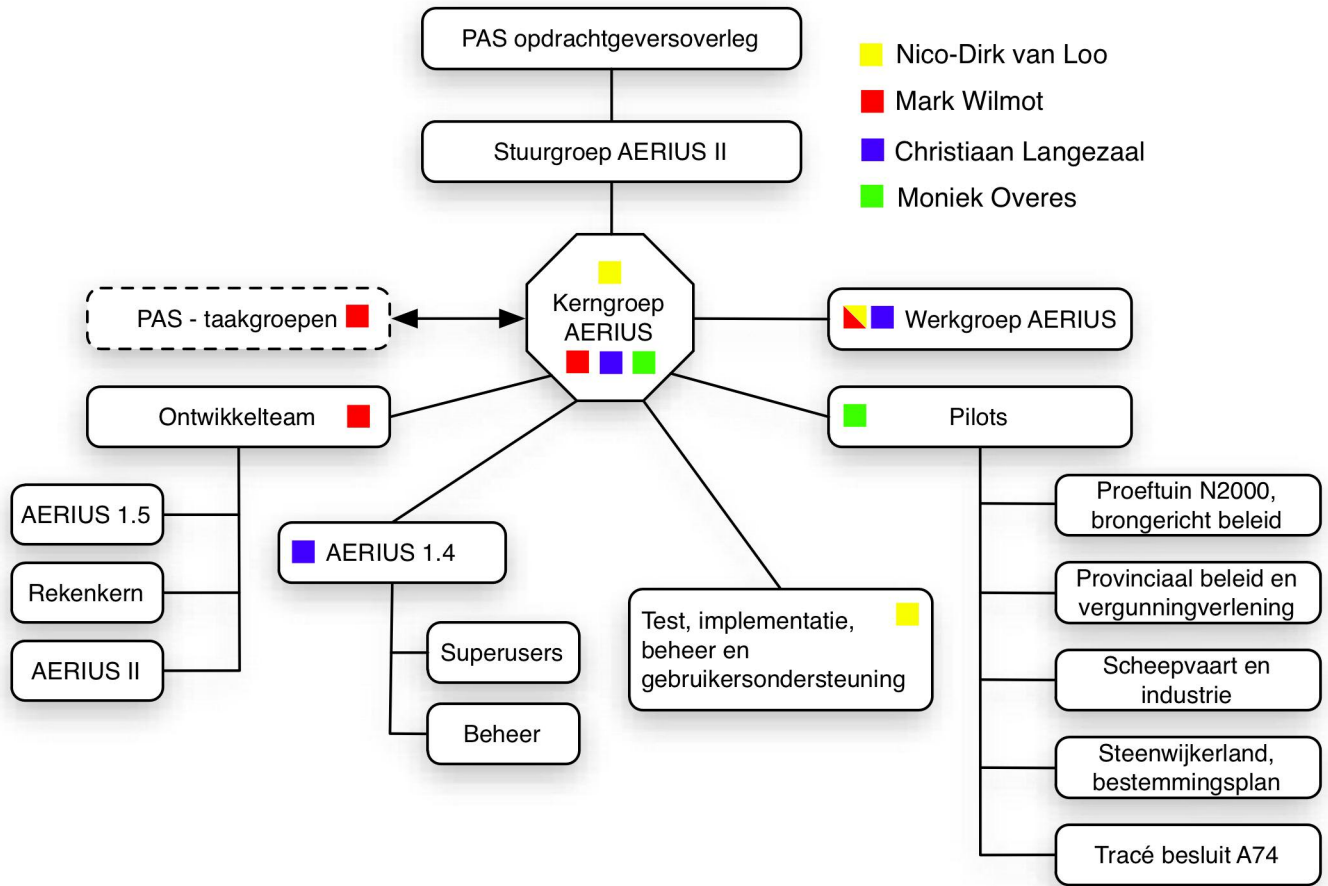 PAS opdrachtgeversoverleg
Nico-Dirk van Loo
Mark Wilmot
Christiaan Langezaal
Moniek Overes
Stuurgroep AERIUS II
PAS - taakgroepen
Kerngroep
AERIUS
Werkgroep AERIUS
Ontwikkelteam
Pilots
AERIUS 1.5
Rekenkern
AERIUS II
AERIUS 1.4
Superusers
Beheer
Test, implementatie,
beheer en
gebruikersondersteuning
Proeftuin N2000,
brongericht beleid
Provinciaal beleid en
vergunningverlening
Scheepvaart en
industrie
Steenwijkerland,
bestemmingsplan
Tracé besluit A74